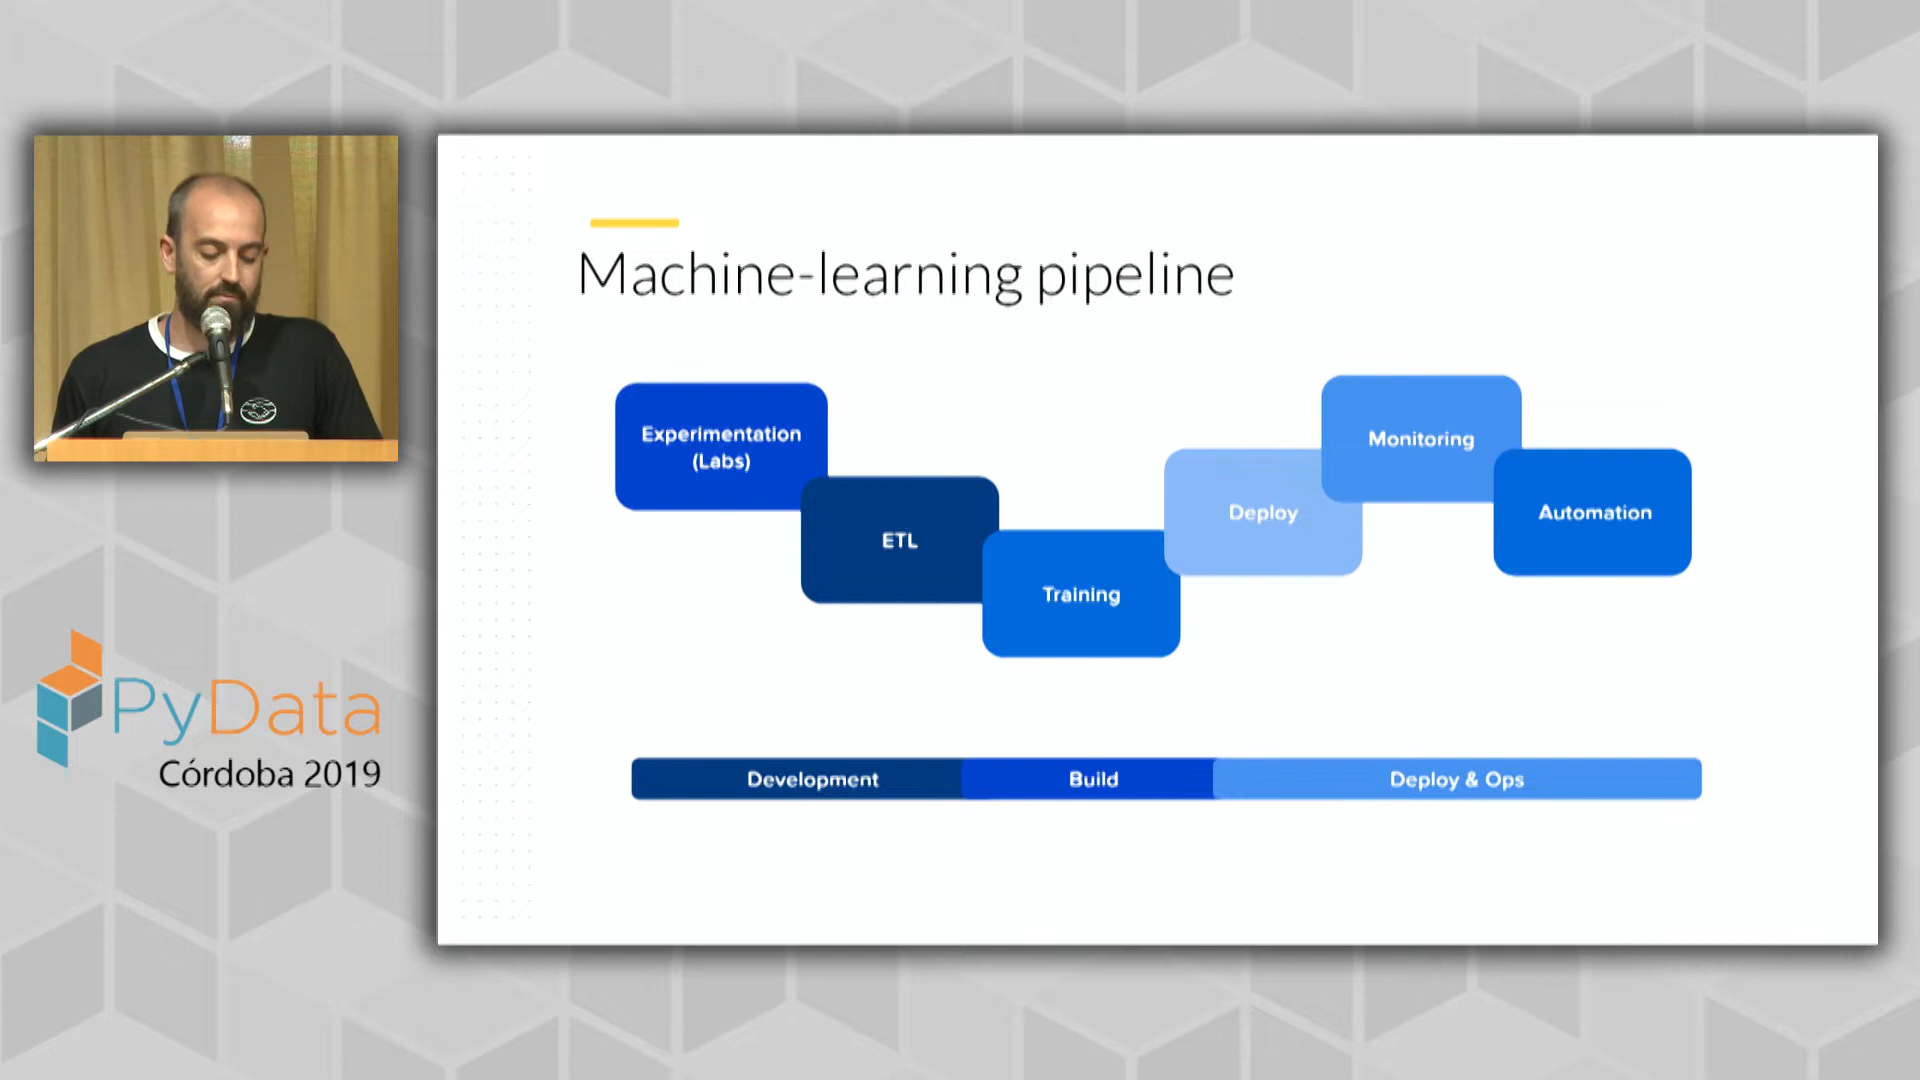 Machine-learning pipeline
Experimentation
(Labs)
ETL
Training
Deploy
Monitoring
Automation
Development
Build
Deploy & Ops
PyData
Córdoba 2019